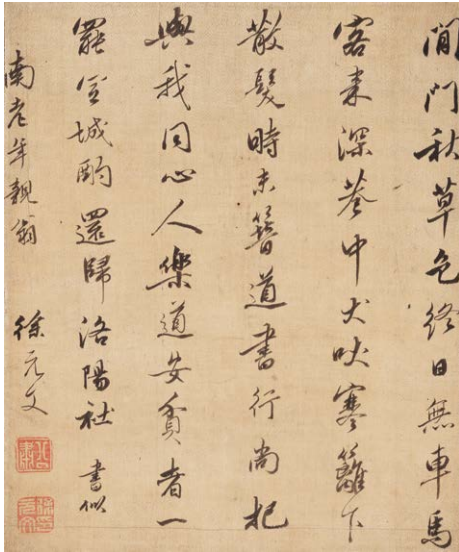 閒門秋草色終日無車馬
客来深巷中犬吠寒籬下
散髮時未簪道書行尚把
與我同心人樂道安貧者一
罷宜城酌還歸洛陽社 書似
南老年親翁 徐元文
公肅